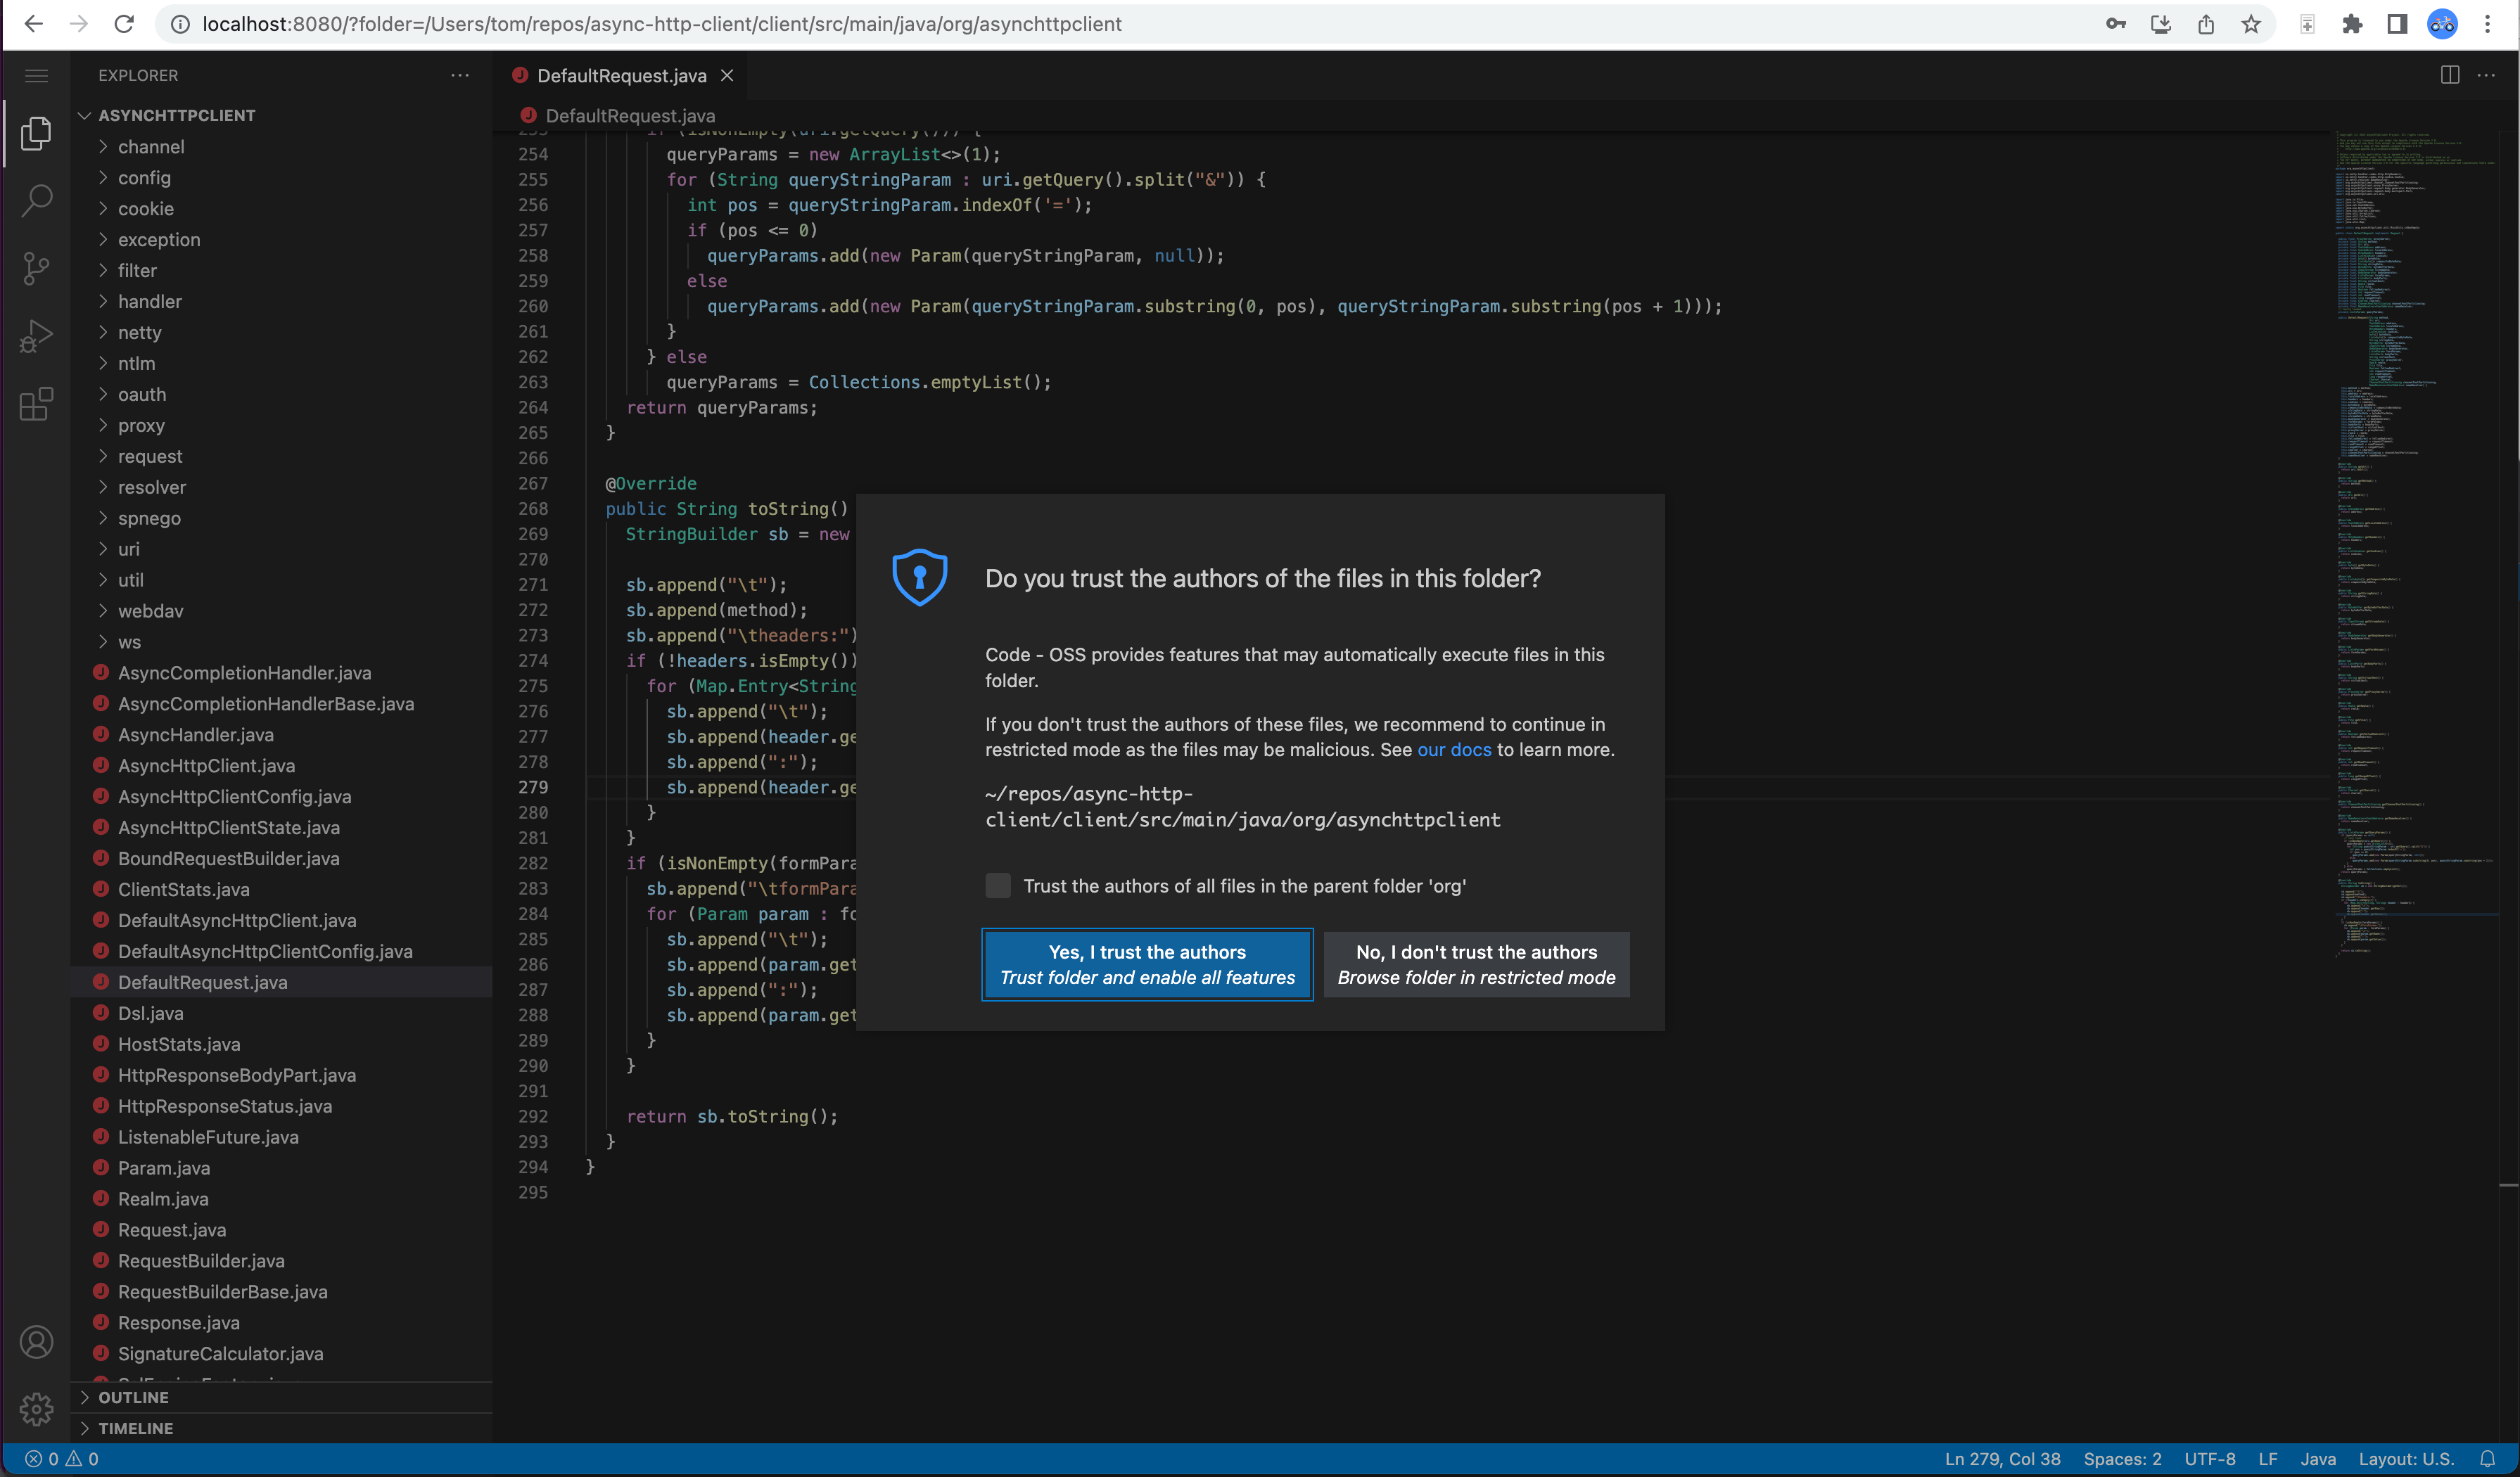 localhost:8080/?folder=/Users/tom/repos/async-http-client/client/src/main/java/org/asynchttpclient
EXPLORER
ASYNCHTTPCLIENT
channel
config
cookie
exception
filter
handler
netty
ntlm
oauth
proxy
request
resolver
spnego
uri
util
webdav
ws
AsyncCompletionHandler.java
AsyncCompletionHandlerBase.java
AsyncHandler.java
AsyncHttpClient.java
AsyncHttpClientConfig.java
AsyncHttpClientState.java
BoundRequestBuilder.java
ClientStats.java
DefaultAsyncHttpClient.java
DefaultAsyncHttpClientConfig.java
DefaultRequest.java
Dsl.java
HostStats.java
HttpResponseBodyPart.java
HttpResponseStatus.java
ListenableFuture.java
Param.java
Realm.java
Request.java
RequestBuilder.java
RequestBuilderBase.java
Response.java
SignatureCalculator.java
OUTLINE
TIMELINE
DefaultRequest.java
DefaultRequest.java
253 if (isNonEmpty(uri.getQuery())) {
254 queryParams = new ArrayList<>(1);
255 for (String queryStringParam : uri.getQuery().split("&")) {
256 int pos = queryStringParam.indexOf('=');
257 if (pos <= 0)
258 queryParams.add(new Param(queryStringParam, null));
259 else
260 queryParams.add(new Param(queryStringParam.substring(0, pos), queryStringParam.substring(pos + 1)));
261 }
262 } else
263 queryParams = Collections.emptyList();
264 return queryParams;
265 }
266
267 @Override
268 public String toString()
269 StringBuilder sb = new
270
271 sb.append("\t");
272 sb.append(method);
273 sb.append("\theaders:")
274 if (!headers.isEmpty())
275 for (Map.Entry<String
276 sb.append("\t");
277 sb.append(header.ge
278 sb.append(":");
279 sb.append(header.ge
280 }
281 }
282 if (isNonEmpty(formPara
283 sb.append("\tformPara
284 for (Param param : fo
285 sb.append("\t");
286 sb.append(param.get
287 sb.append(":");
288 sb.append(param.get
289 }
290 }
291
292 return sb.toString();
293 }
294 }
295
Do you trust the authors of the files in this folder?
Code - OSS provides features that may automatically execute files in this
folder.
If you don't trust the authors of these files, we recommend to continue in
restricted mode as the files may be malicious. See our docs to learn more.
~/repos/async-http-
client/client/src/main/java/org/asynchttpclient
Trust the authors of all files in the parent folder 'org'
Yes, I trust the authors
Trust folder and enable all features
No, I don't trust the authors
Browse folder in restricted mode
0 0
Ln 279, Col 38 Spaces: 2 UTF-8 LF Java Layout: U.S.